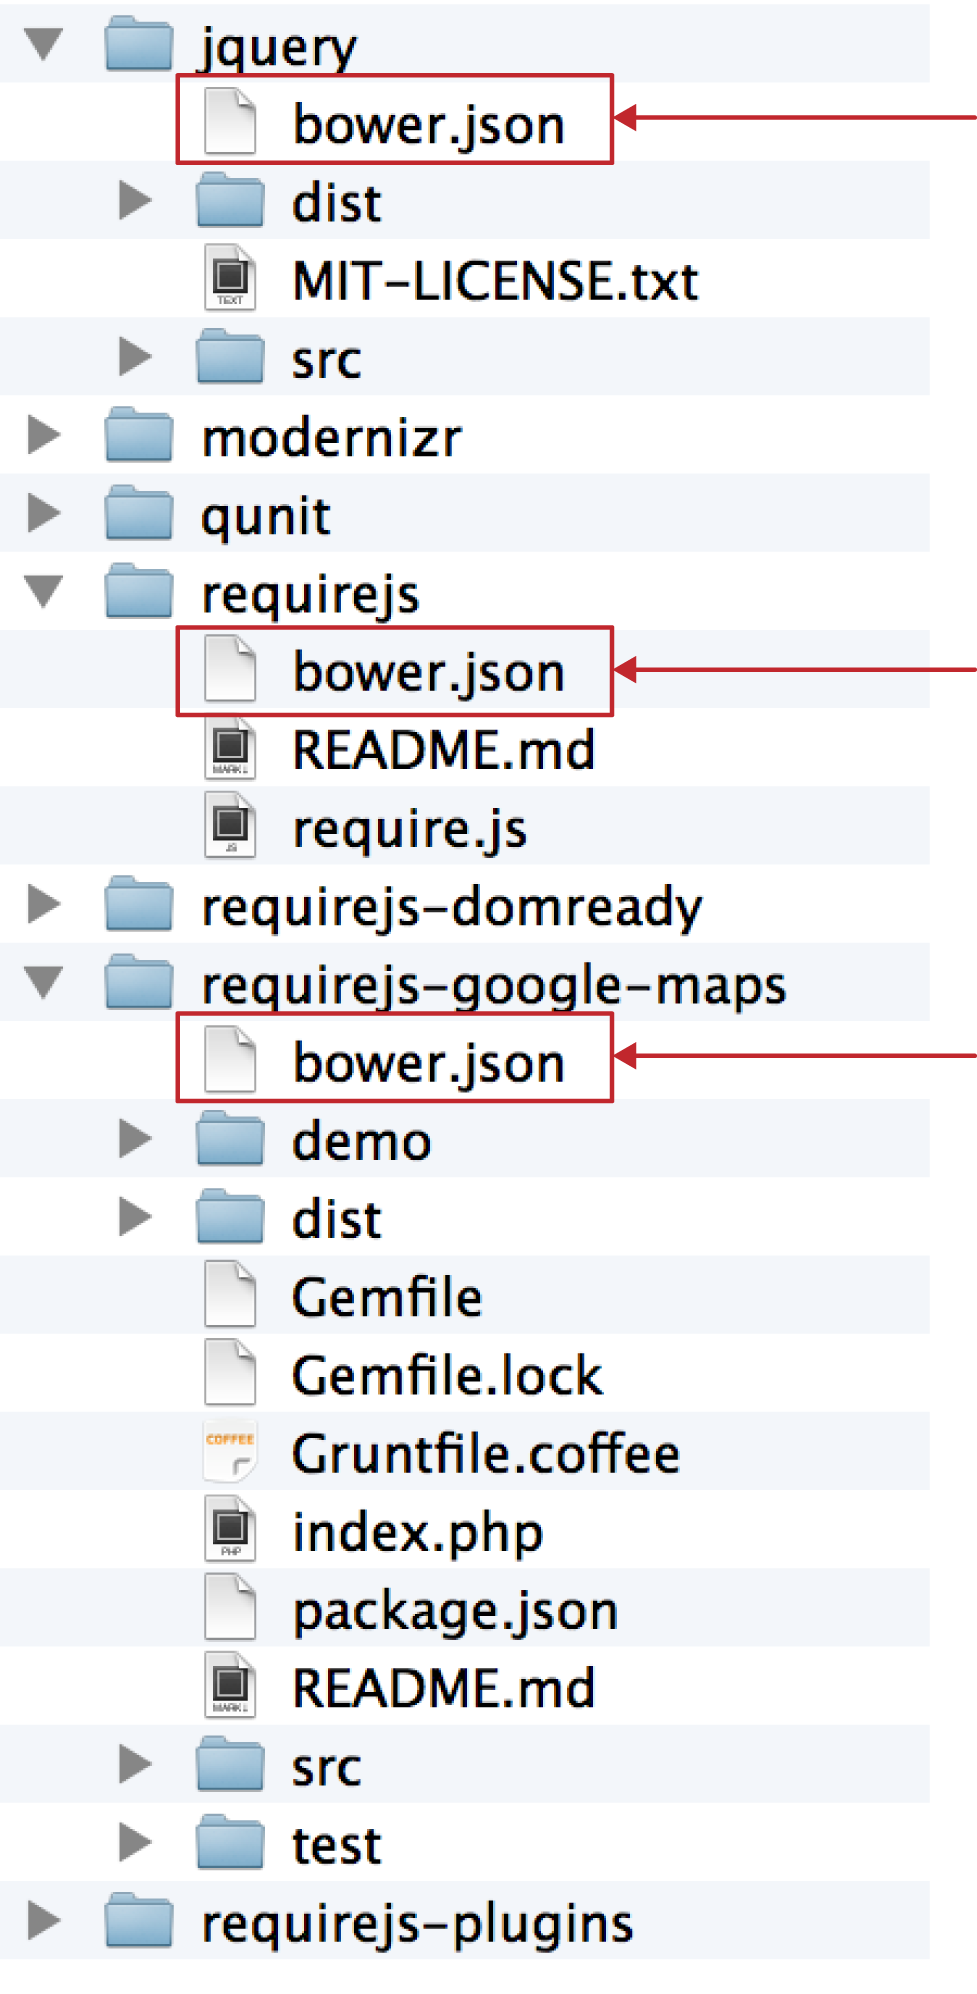 jquery
bower.json
dist
TEXT
MIT-LICENSE.txt
src
modernizr
qunit
requirejs
bower.json
MARK
README.md
JS
require.js
requirejs-domready
requirejs-google-maps
bower.json
demo
dist
Gemfile
Gemfile.lock
COFFEE
Gruntfile.coffee
PHP
index.php
package.json
MARK
README.md
src
test
requirejs-plugins